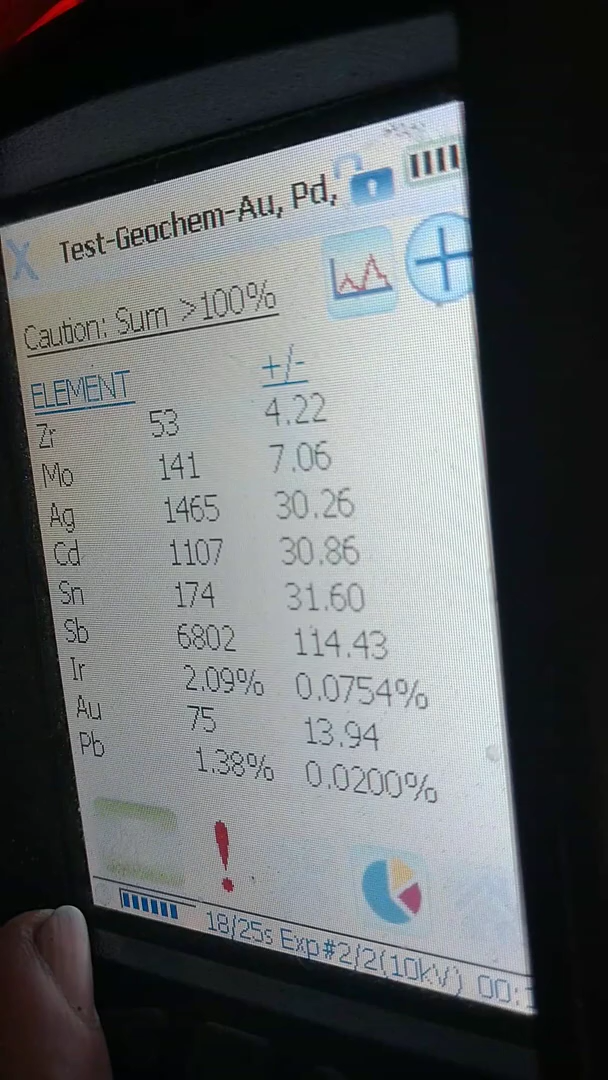 Test-Geochem-Au, Pd,
Caution: Sum >100%
ELEMENT +/-
Zr 53 4.22
Mo 141 7.06
Ag 1465 30.26
Cd 1107 30.86
Sn 174 31.60
Sb 6802 114.43
Ir 2.09% 0.0754%
Au 75 13.94
Pb 1.38% 0.0200%
18/25s Exp#2/2(10kV) 00: